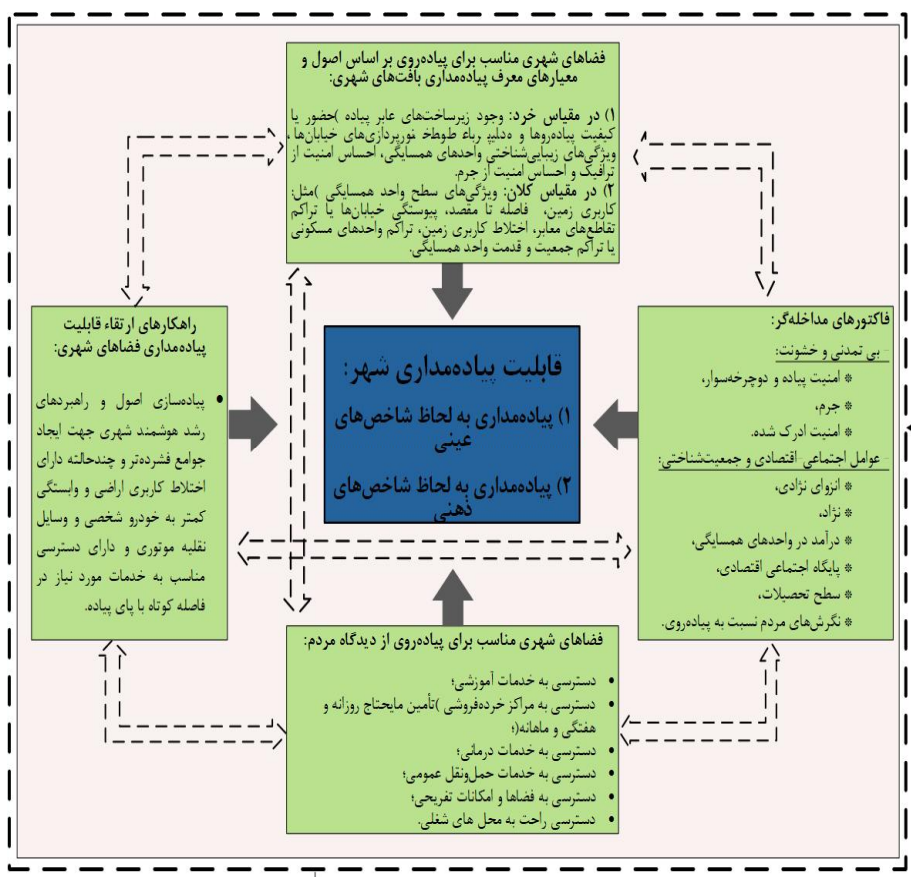 فضاهای شهری مناسب برای پیاده‌روی بر اساس اصول و
معیارهای معرف پیاده‌مداری بافت‌های شهری:
۱) در مقیاس خرد: وجود زیرساخت‌های عابر پیاده )حضور یا
کیفیت پیاده‌روها و نورپردازی‌های خیابان‌ها،
ویژگی‌های زیبایی‌شناختی واحدهای همسایگی، احساس امنیت از
ترافیک و احساس امنیت از جرم.
۲) در مقیاس کلان: ویژگی‌های سطح واحد همسایگی )مثل:
کاربری زمین، فاصله تا مقصد، پیوستگی خیابان‌ها یا تراکم
تقاطع‌های معابر، اختلاط کاربری زمین، تراکم واحدهای مسکونی
یا تراکم جمعیت و قدمت واحد همسایگی.
فاکتورهای مداخله‌گر:
- بی تمدنی و خشونت:
* امنیت پیاده و دوچرخه‌سوار،
* جرم،
* امنیت ادرک شده.
- عوامل اجتماعی-اقتصادی و جمعیت‌شناختی:
* انزوای نژادی،
* نژاد،
* درآمد در واحدهای همسایگی،
* پایگاه اجتماعی اقتصادی،
* سطح تحصیلات،
* نگرش‌های مردم نسبت به پیاده‌روی.
قابلیت پیاده‌مداری شهر:
۱) پیاده‌مداری به لحاظ شاخص‌های
عینی
۲) پیاده‌مداری به لحاظ شاخص‌های
ذهنی
راهکارهای ارتقاء قابلیت
پیاده‌مداری فضاهای شهری:
• پیاده‌سازی اصول و راهبردهای
رشد هوشمند شهری جهت ایجاد
جوامع فشرده‌تر و چندحالته دارای
اختلاط کاربری اراضی و وابستگی
کمتر به خودرو شخصی و وسایل
نقلیه موتوری و دارای دسترسی
مناسب به خدمات مورد نیاز در
فاصله کوتاه با پای پیاده.
فضاهای شهری مناسب برای پیاده‌روی از دیدگاه مردم:
• دسترسی به خدمات آموزشی؛
• دسترسی به مراکز خرده‌فروشی )تأمین مایحتاج روزانه و
هفتگی و ماهانه(؛
• دسترسی به خدمات درمانی؛
• دسترسی به خدمات حمل‌ونقل عمومی؛
• دسترسی به فضاها و امکانات تفریحی؛
• دسترسی راحت به محل های شغلی.